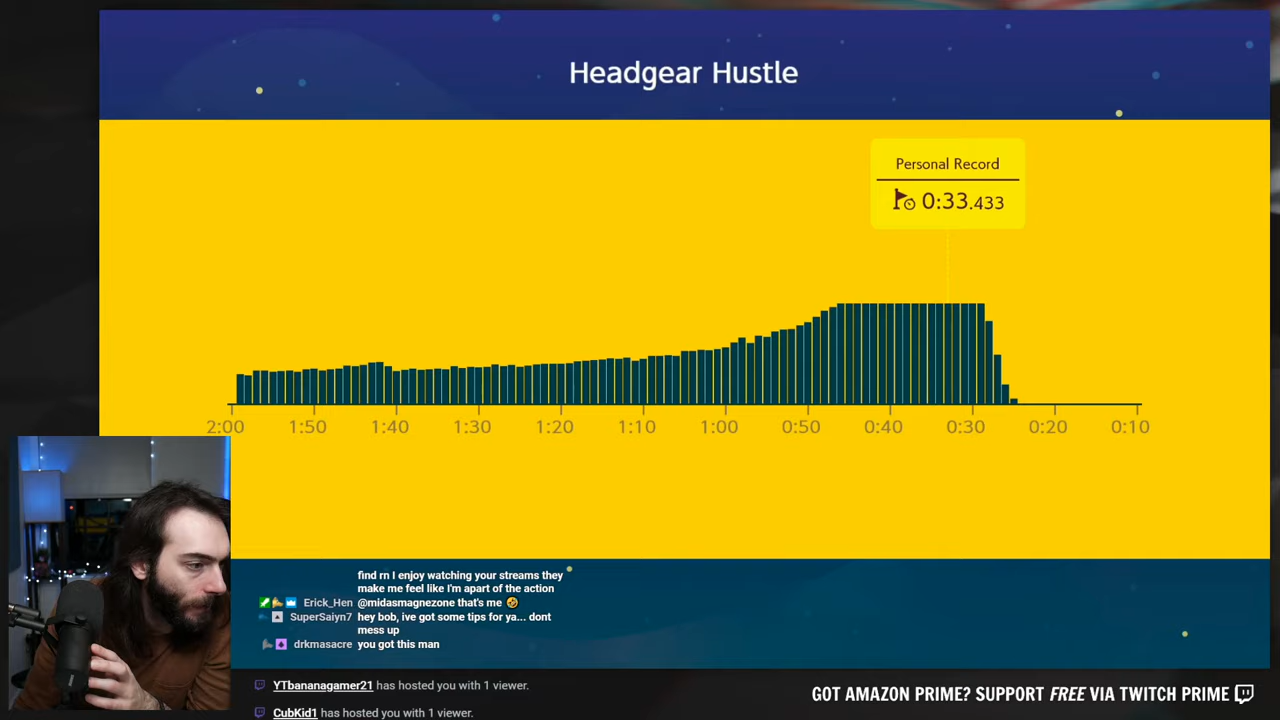 Headgear Hustle
Personal Record
0:33.433
2:00 1:50 1:40 1:30 1:20 1:10 1:00 0:50 0:40 0:30 0:20 0:10
find rn I enjoy watching your streams they
make me feel like I'm apart of the action
Erick_Hen @midasmagnezone that's me
SuperSaiyn7 hey bob, ive got some tips for ya... dont
mess up
drkmasacre you got this man
YTbananagamer21 has hosted you with 1 viewer.
CubKid1 has hosted you with 1 viewer.
GOT AMAZON PRIME? SUPPORT FREE VIA TWITCH PRIME